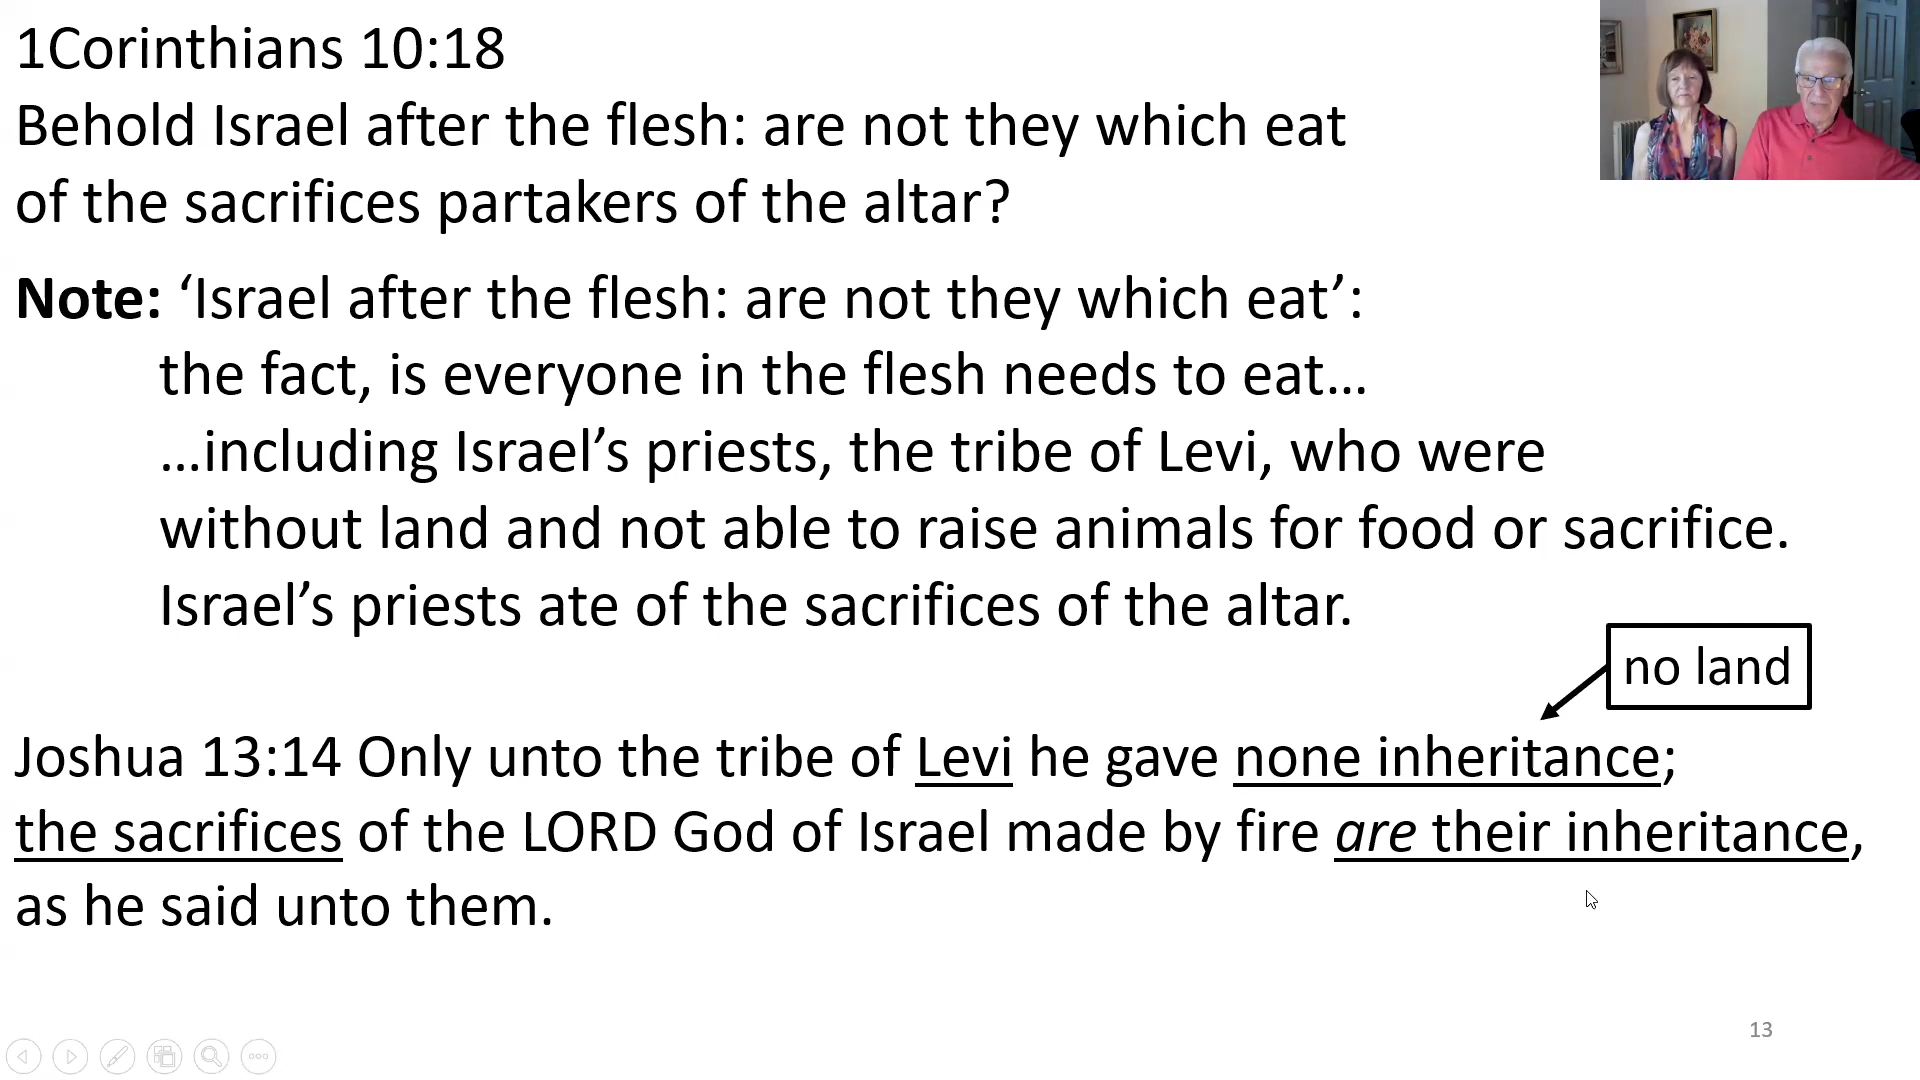 1Corinthians 10:18
Behold Israel after the flesh: are not they which eat
of the sacrifices partakers of the altar?
Note: ‘Israel after the flesh: are not they which eat’:
the fact, is everyone in the flesh needs to eat…
…including Israel’s priests, the tribe of Levi, who were
without land and not able to raise animals for food or sacrifice.
Israel’s priests ate of the sacrifices of the altar.
no land
Joshua 13:14 Only unto the tribe of Levi he gave none inheritance;
the sacrifices of the LORD God of Israel made by fire are their inheritance,
as he said unto them.
13